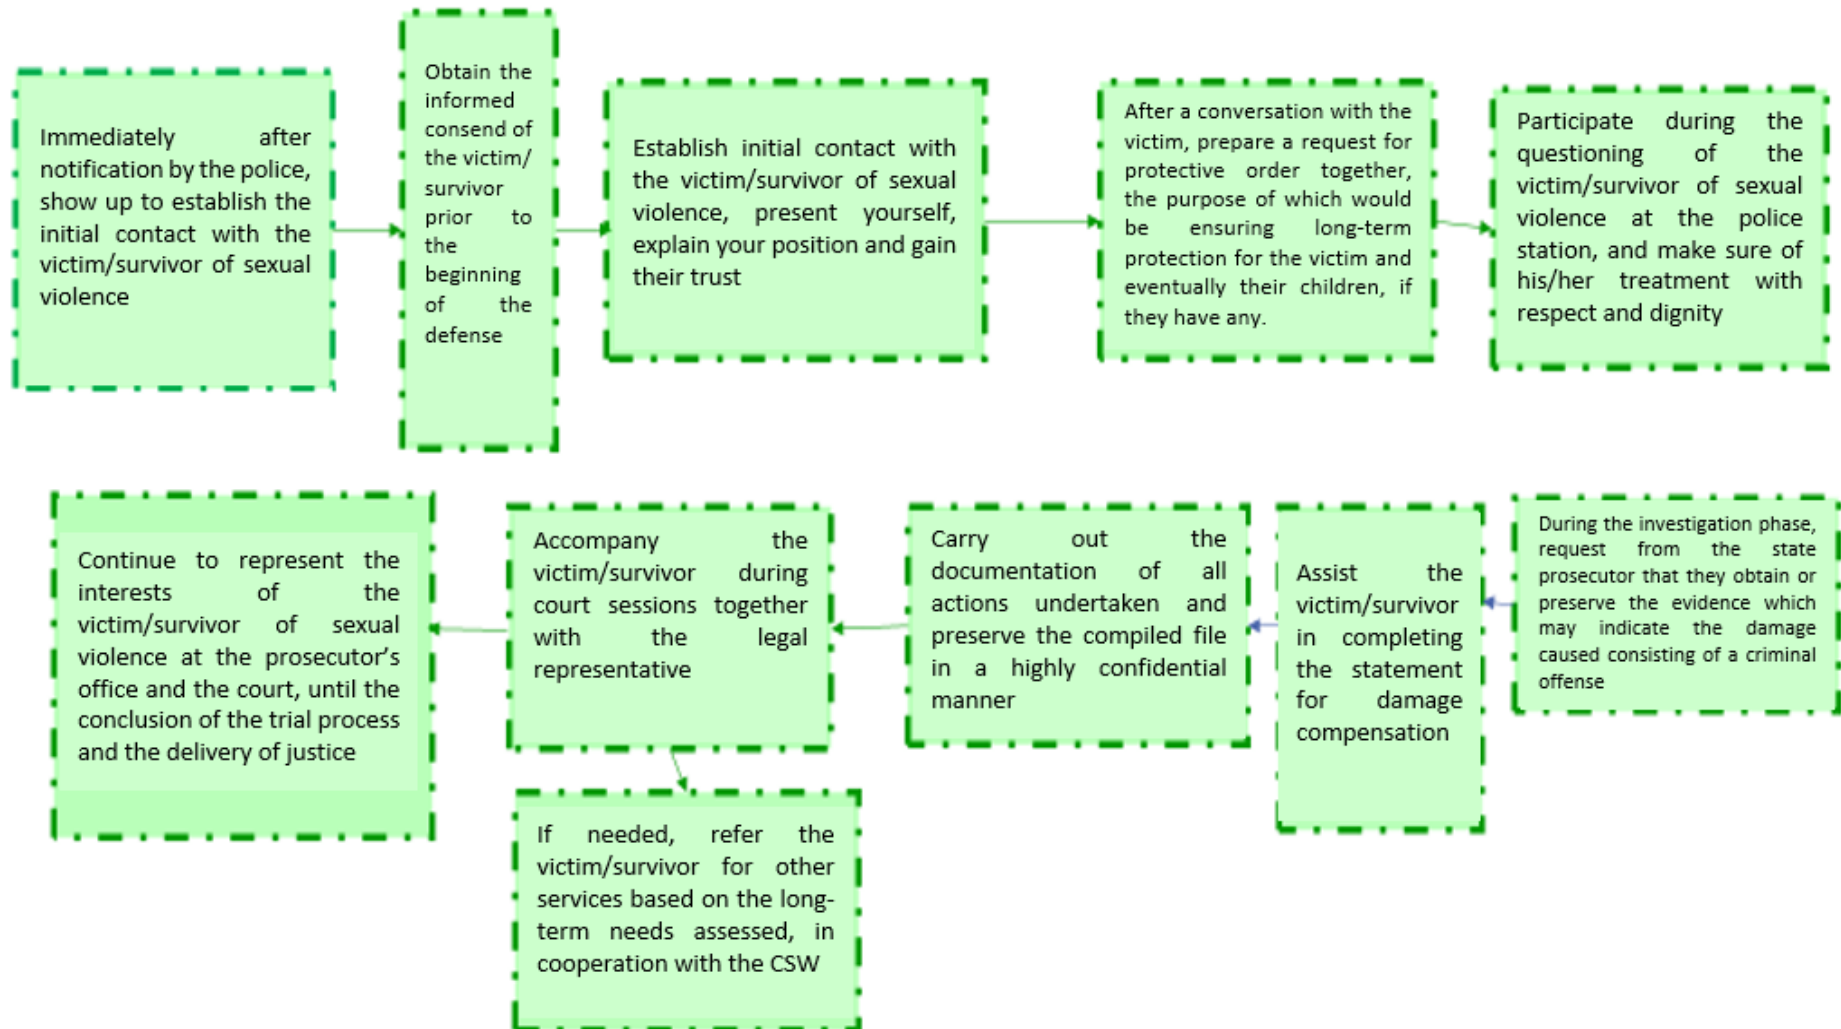 Immediately after
notification by the police,
show up to establish the
initial contact with the
victim/survivor of sexual
violence
Obtain the
informed
consend of
the victim/
survivor
prior to
the
beginning
of the
defense
Establish initial contact with
the victim/survivor of sexual
violence, present yourself,
explain your position and gain
their trust
After a conversation with the
victim, prepare a request for
protective order together,
the purpose of which would
be ensuring long-term
protection for the victim and
eventually their children, if
they have any.
Participate during the
questioning of the
victim/survivor of sexual
violence at the police
station, and make sure of
his/her treatment with
respect and dignity
During the investigation phase,
request from the state
prosecutor that they obtain or
preserve the evidence which
may indicate the damage
caused consisting of a criminal
offense
Assist the
victim/survivor
in completing
the statement
for damage
compensation
Carry out the
documentation of all
actions undertaken and
preserve the compiled file
in a highly confidential
manner
Accompany the
victim/survivor during
court sessions together
with the legal
representative
Continue to represent the
interests of the
victim/survivor of sexual
violence at the prosecutor's
office and the court, until the
conclusion of the trial process
and the delivery of justice
If needed, refer the
victim/survivor for other
services based on the long-
term needs assessed, in
cooperation with the CSW